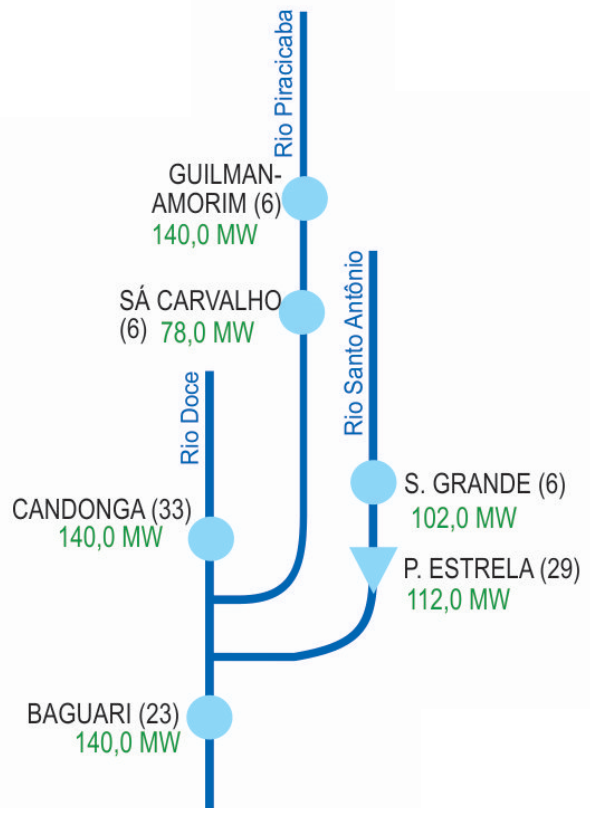 Rio Piracicaba
GUILMAN-
AMORIM (6)
140,0 MW
SÁ CARVALHO
(6) 78,0 MW
Rio Santo Antônio
Rio Doce
S. GRANDE (6)
102,0 MW
CANDONGA (33)
140,0 MW
P. ESTRELA (29)
112,0 MW
BAGUARI (23)
140,0 MW